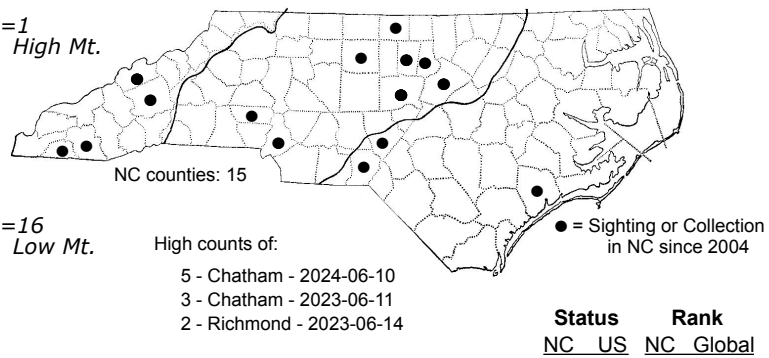 =1
High Mt.
NC counties: 15
=16
Low Mt.
High counts of:
5 - Chatham - 2024-06-10
3 - Chatham - 2023-06-11
2 - Richmond - 2023-06-14
● = Sighting or Collection
in NC since 2004
Status Rank
NC US NC Global